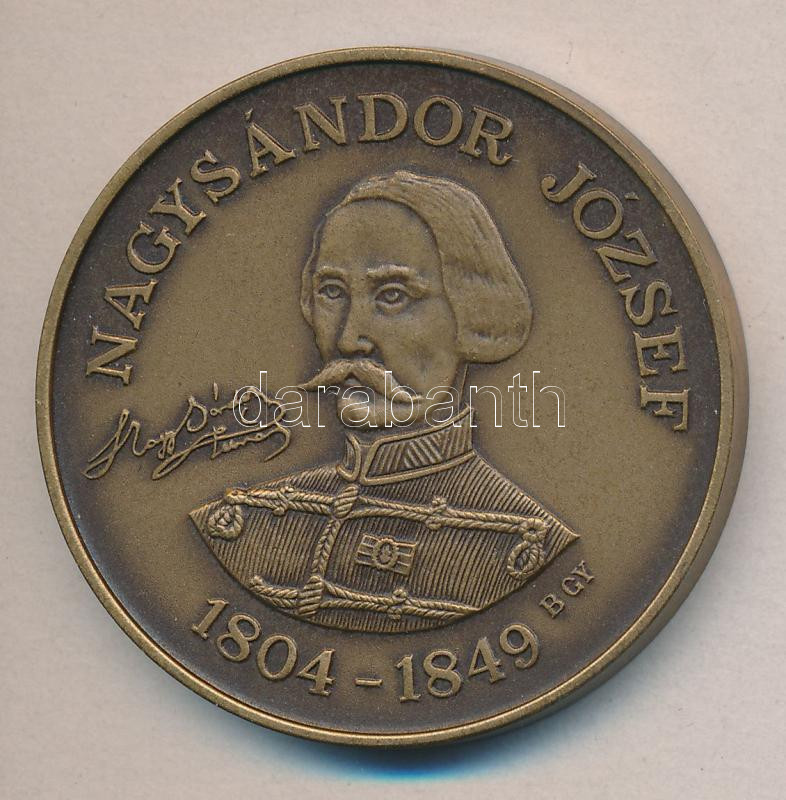 NAGYSÁNDOR JÓZSEF
darabanth
1804-1849
B GY